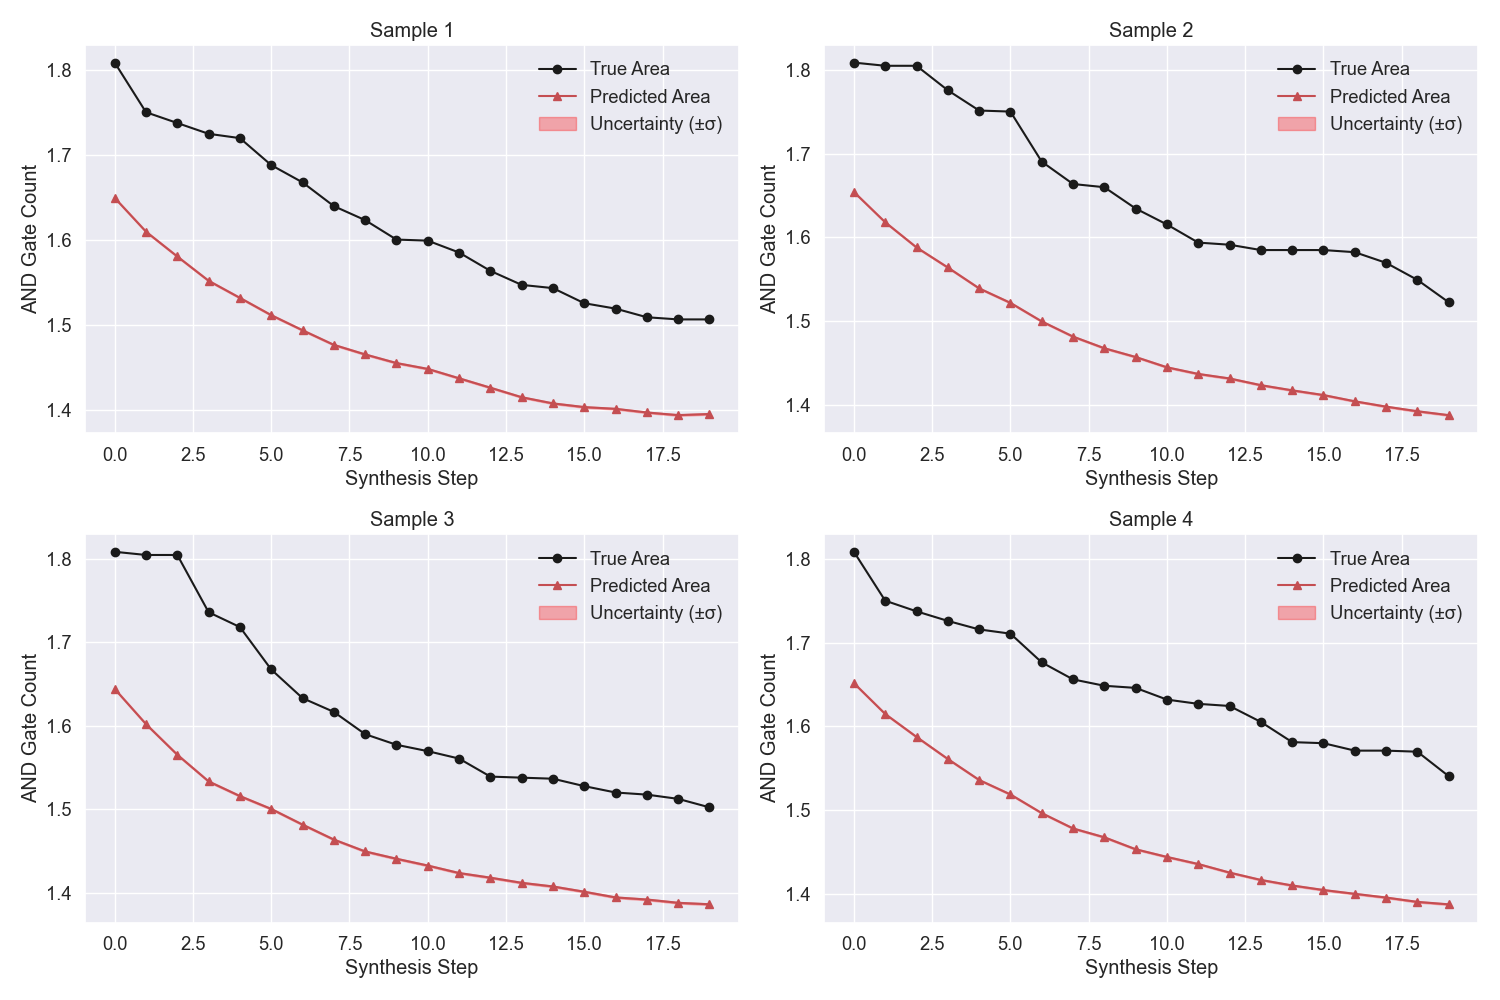 Sample 1
1.8
1.7
1.6
1.5
1.4
AND Gate Count
True Area
Predicted Area
Uncertainty (±σ)
0.0 2.5 5.0 7.5 10.0 12.5 15.0 17.5
Synthesis Step
Sample 2
1.8
1.7
1.6
1.5
1.4
AND Gate Count
True Area
Predicted Area
Uncertainty (±σ)
0.0 2.5 5.0 7.5 10.0 12.5 15.0 17.5
Synthesis Step
Sample 3
1.8
1.7
1.6
1.5
1.4
AND Gate Count
True Area
Predicted Area
Uncertainty (±σ)
0.0 2.5 5.0 7.5 10.0 12.5 15.0 17.5
Synthesis Step
Sample 4
1.8
1.7
1.6
1.5
1.4
AND Gate Count
True Area
Predicted Area
Uncertainty (±σ)
0.0 2.5 5.0 7.5 10.0 12.5 15.0 17.5
Synthesis Step